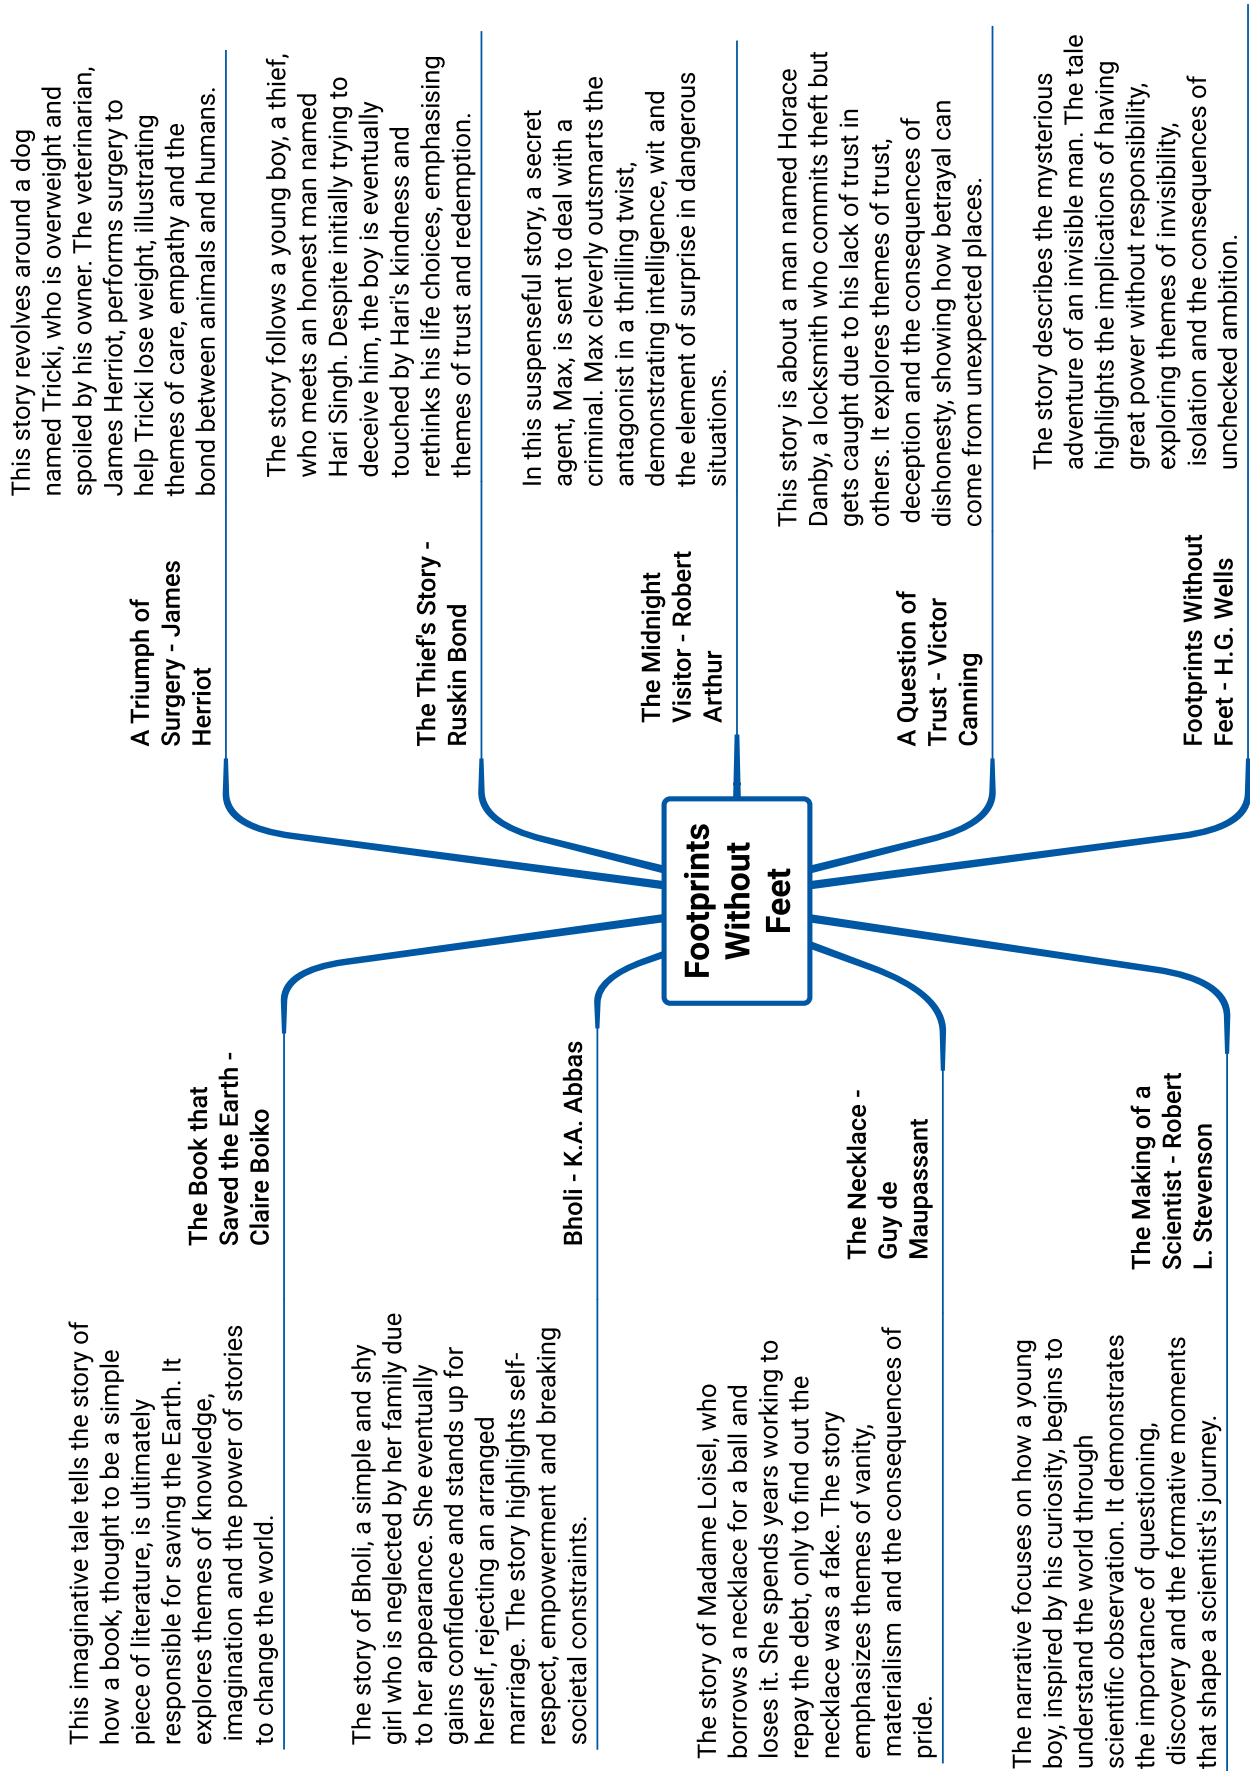 Footprints
Without
Feet
A Triumph of
Surgery - James
Herriot
This story revolves around a dog
named Tricki, who is overweight and
spoiled by his owner. The veterinarian,
James Herriot, performs surgery to
help Tricki lose weight, illustrating
themes of care, empathy and the
bond between animals and humans.
The Thief's Story -
Ruskin Bond
The story follows a young boy, a thief,
who meets an honest man named
Hari Singh. Despite initially trying to
deceive him, the boy is eventually
touched by Hari's kindness and
rethinks his life choices, emphasising
themes of trust and redemption.
The Midnight
Visitor - Robert
Arthur
In this suspenseful story, a secret
agent, Max, is sent to deal with a
criminal. Max cleverly outsmarts the
antagonist in a thrilling twist,
demonstrating intelligence, wit and
the element of surprise in dangerous
situations.
A Question of
Trust - Victor
Canning
This story is about a man named Horace
Danby, a locksmith who commits theft but
gets caught due to his lack of trust in
others. It explores themes of trust,
deception and the consequences of
dishonesty, showing how betrayal can
come from unexpected places.
Footprints Without
Feet - H.G. Wells
The story describes the mysterious
adventure of an invisible man. The tale
highlights the implications of having
great power without responsibility,
exploring themes of invisibility,
isolation and the consequences of
unchecked ambition.
The Book that
Saved the Earth -
Claire Boiko
This imaginative tale tells the story of
how a book, thought to be a simple
piece of literature, is ultimately
responsible for saving the Earth. It
explores themes of knowledge,
imagination and the power of stories
to change the world.
Bholi - K.A. Abbas
The story of Bholi, a simple and shy
girl who is neglected by her family due
to her appearance. She eventually
gains confidence and stands up for
herself, rejecting an arranged
marriage. The story highlights self-
respect, empowerment and breaking
societal constraints.
The Necklace -
Guy de
Maupassant
The story of Madame Loisel, who
borrows a necklace for a ball and
loses it. She spends years working to
repay the debt, only to find out the
necklace was a fake. The story
emphasizes themes of vanity,
materialism and the consequences of
pride.
The Making of a
Scientist - Robert
L. Stevenson
The narrative focuses on how a young
boy, inspired by his curiosity, begins to
understand the world through
scientific observation. It demonstrates
the importance of questioning,
discovery and the formative moments
that shape a scientist's journey.